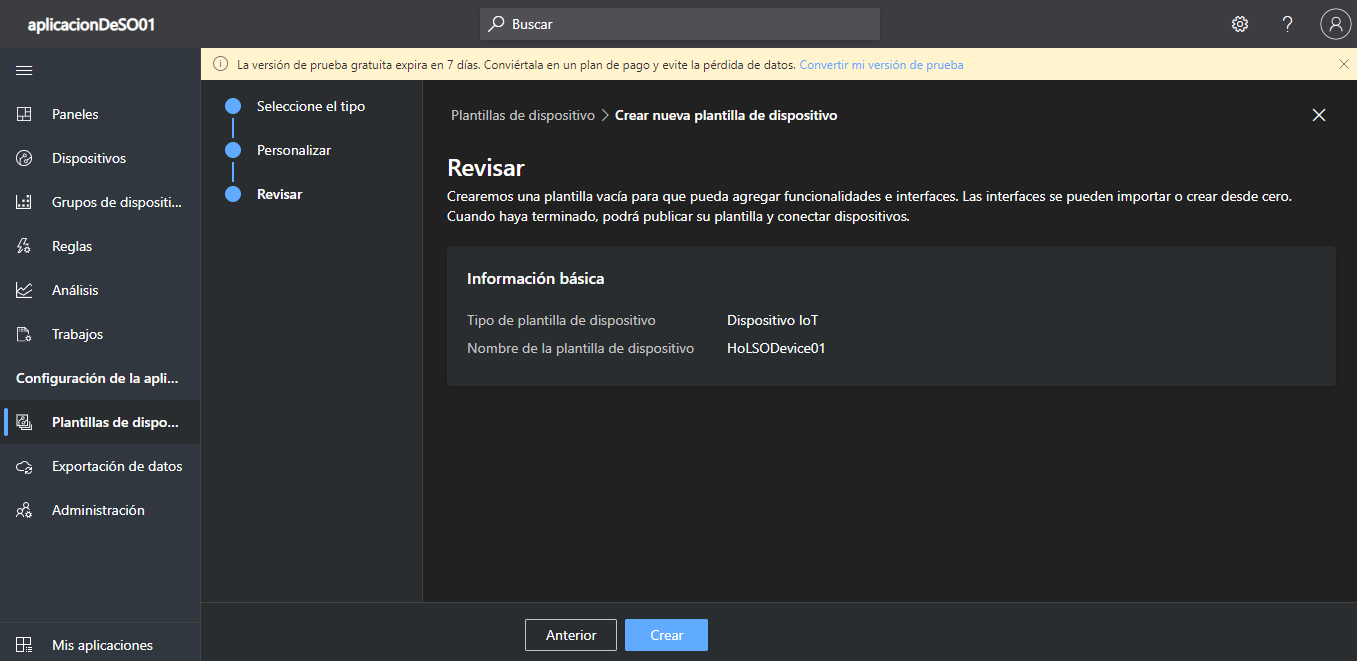 aplicacionDeSO01
Buscar
?
La versión de prueba gratuita expira en 7 días. Conviértala en un plan de pago y evite la pérdida de datos. Convertir mi versión de prueba
Paneles
Dispositivos
Grupos de dispositi...
Reglas
Análisis
Trabajos
Configuración de la apli...
Plantillas de dispo...
Exportación de datos
Administración
Mis aplicaciones
Seleccione el tipo
Personalizar
Revisar
Plantillas de dispositivo > Crear nueva plantilla de dispositivo
Revisar
Crearemos una plantilla vacía para que pueda agregar funcionalidades e interfaces. Las interfaces se pueden importar o crear desde cero.
Cuando haya terminado, podrá publicar su plantilla y conectar dispositivos.
Información básica
Tipo de plantilla de dispositivo Dispositivo IoT
Nombre de la plantilla de dispositivo HoLSODevice01
Anterior
Crear